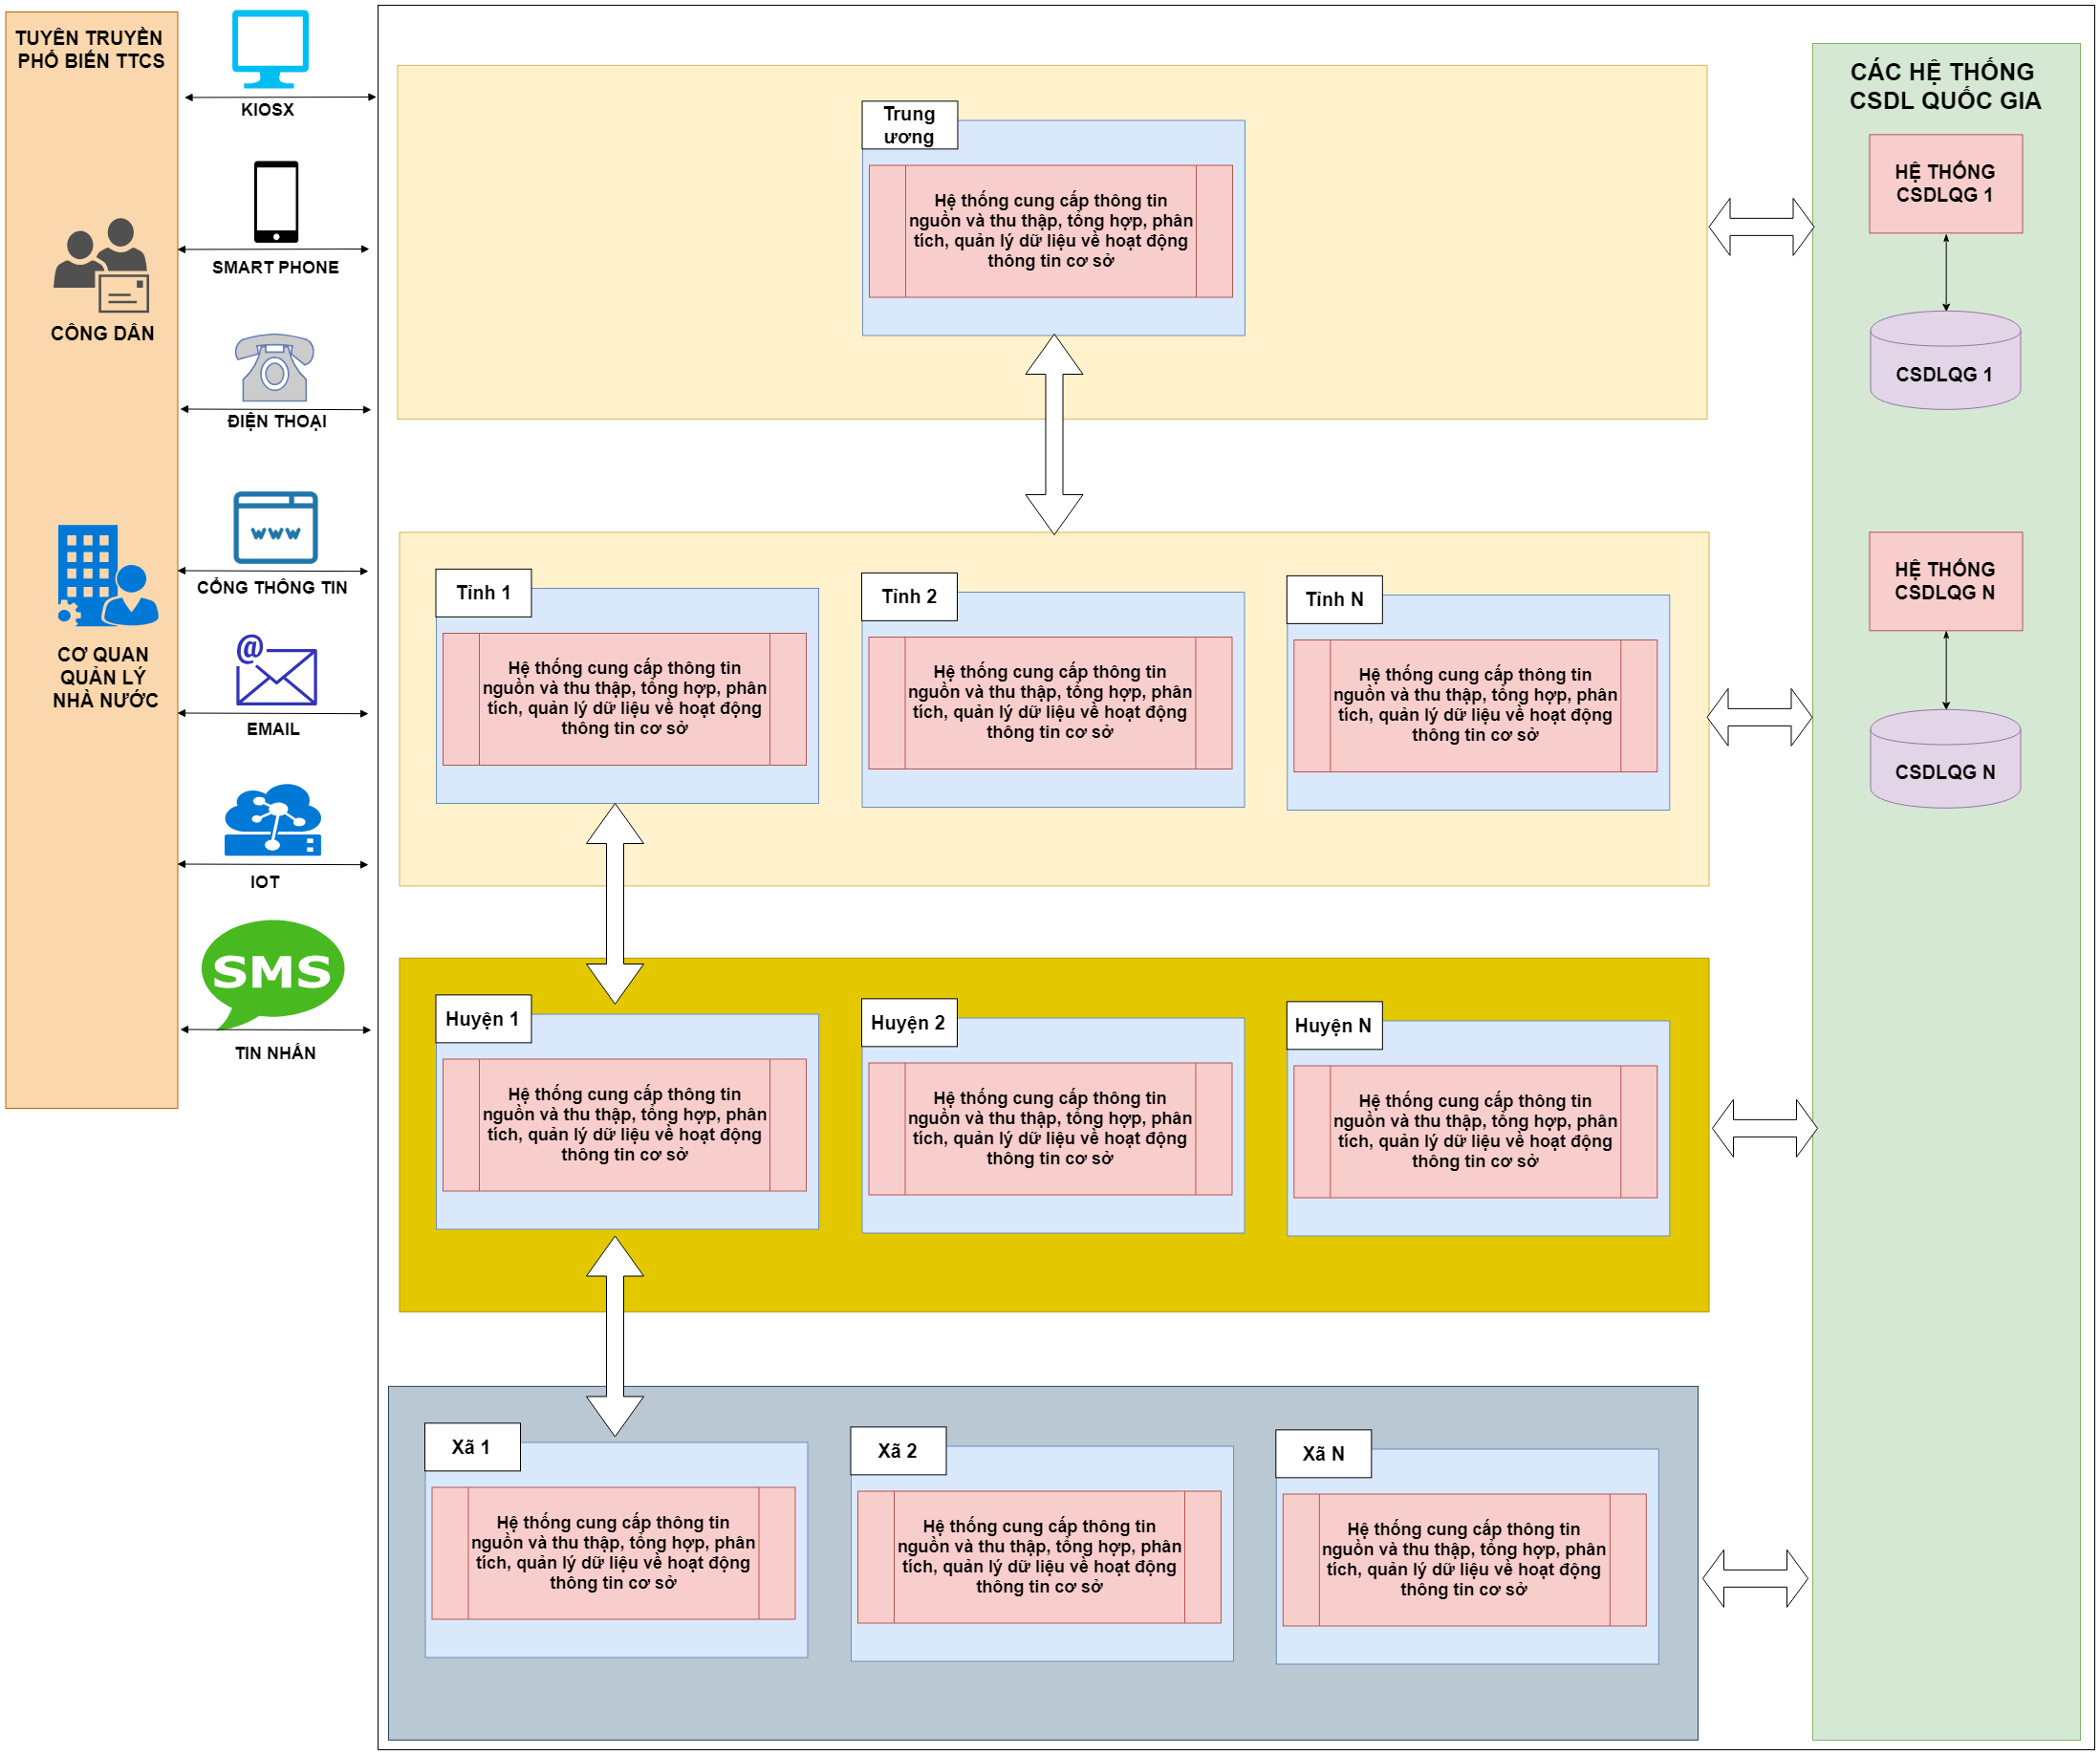 TUYÊN TRUYỀN
PHỔ BIẾN TTCS
CÔNG DÂN
CƠ QUAN
QUẢN LÝ
NHÀ NƯỚC
KIOSX
SMART PHONE
ĐIỆN THOẠI
www
CỔNG THÔNG TIN
@
EMAIL
IOT
SMS
TIN NHẮN
Trung
ương
Hệ thống cung cấp thông tin
nguồn và thu thập, tổng hợp, phân
tích, quản lý dữ liệu về hoạt động
thông tin cơ sở
Tỉnh 1
Hệ thống cung cấp thông tin
nguồn và thu thập, tổng hợp, phân
tích, quản lý dữ liệu về hoạt động
thông tin cơ sở
Tỉnh 2
Hệ thống cung cấp thông tin
nguồn và thu thập, tổng hợp, phân
tích, quản lý dữ liệu về hoạt động
thông tin cơ sở
Tỉnh N
Hệ thống cung cấp thông tin
nguồn và thu thập, tổng hợp, phân
tích, quản lý dữ liệu về hoạt động
thông tin cơ sở
Huyện 1
Hệ thống cung cấp thông tin
nguồn và thu thập, tổng hợp, phân
tích, quản lý dữ liệu về hoạt động
thông tin cơ sở
Huyện 2
Hệ thống cung cấp thông tin
nguồn và thu thập, tổng hợp, phân
tích, quản lý dữ liệu về hoạt động
thông tin cơ sở
Huyện N
Hệ thống cung cấp thông tin
nguồn và thu thập, tổng hợp, phân
tích, quản lý dữ liệu về hoạt động
thông tin cơ sở
Xã 1
Hệ thống cung cấp thông tin
nguồn và thu thập, tổng hợp, phân
tích, quản lý dữ liệu về hoạt động
thông tin cơ sở
Xã 2
Hệ thống cung cấp thông tin
nguồn và thu thập, tổng hợp, phân
tích, quản lý dữ liệu về hoạt động
thông tin cơ sở
Xã N
Hệ thống cung cấp thông tin
nguồn và thu thập, tổng hợp, phân
tích, quản lý dữ liệu về hoạt động
thông tin cơ sở
CÁC HỆ THỐNG
CSDL QUỐC GIA
HỆ THỐNG
CSDLQG 1
CSDLQG 1
HỆ THỐNG
CSDLQG N
CSDLQG N